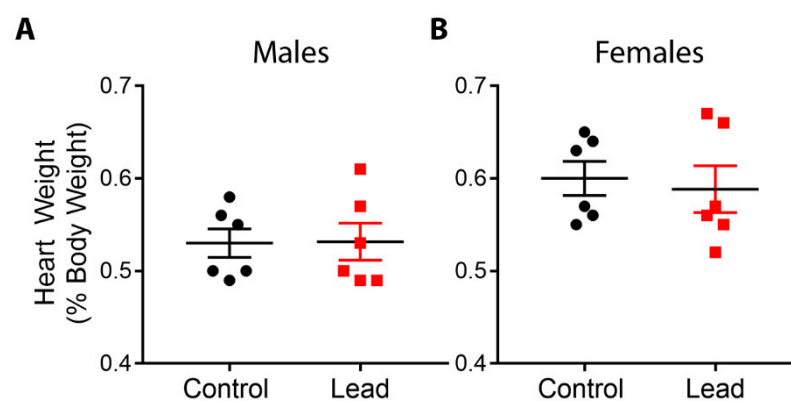 A
Males
B
Females
Heart Weight
(% Body Weight)
0.7
0.6
0.5
0.4
Control
Lead
0.7
0.6
0.5
0.4
Control
Lead